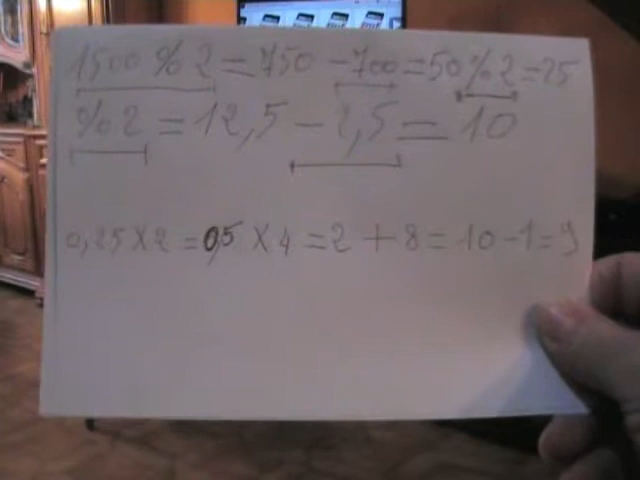 1500 % 2 = 750 - 700 = 50 % 2 = 25
% 2 = 12,5 - 2,5 = 10
0,25 X 2 = 0,5 X 4 = 2 + 8 = 10 - 1 = 9